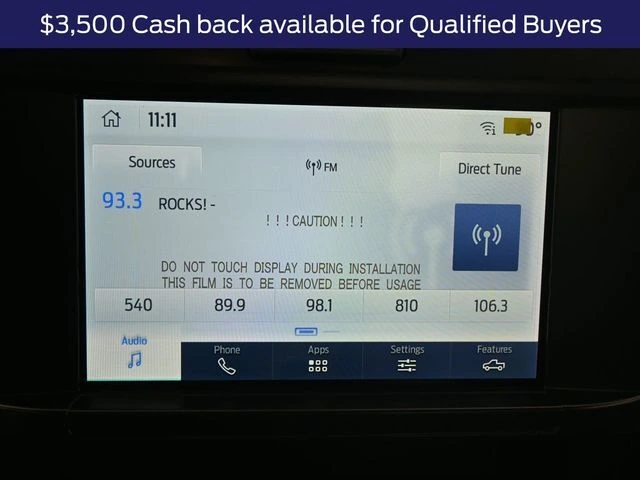 $3,500 Cash back available for Qualified Buyers
11:11
Sources
FM
Direct Tune
93.3 ROCKS! -
!!!CAUTION!!!
DO NOT TOUCH DISPLAY DURING INSTALLATION
THIS FILM IS TO BE REMOVED BEFORE USAGE
540 89.9 98.1 810 106.3
Audio Phone Apps Settings Features